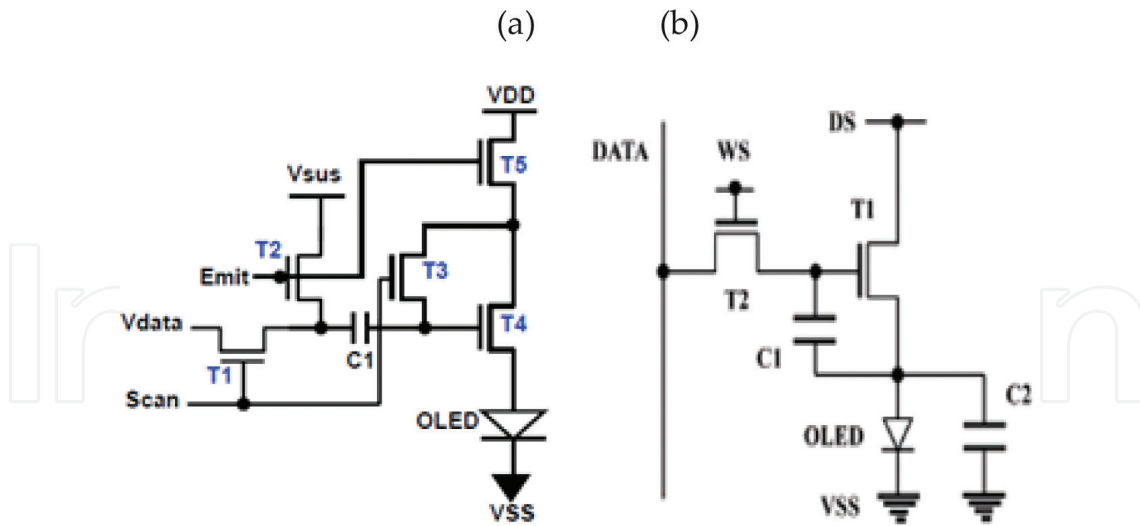 (a)
(b)
VDD
T5
Vsus
T2
T3
Emit
Vdata
C1
T4
T1
Scan
OLED
VSS
DS
DATA
WS
T1
T2
C1
C2
OLED
VSS